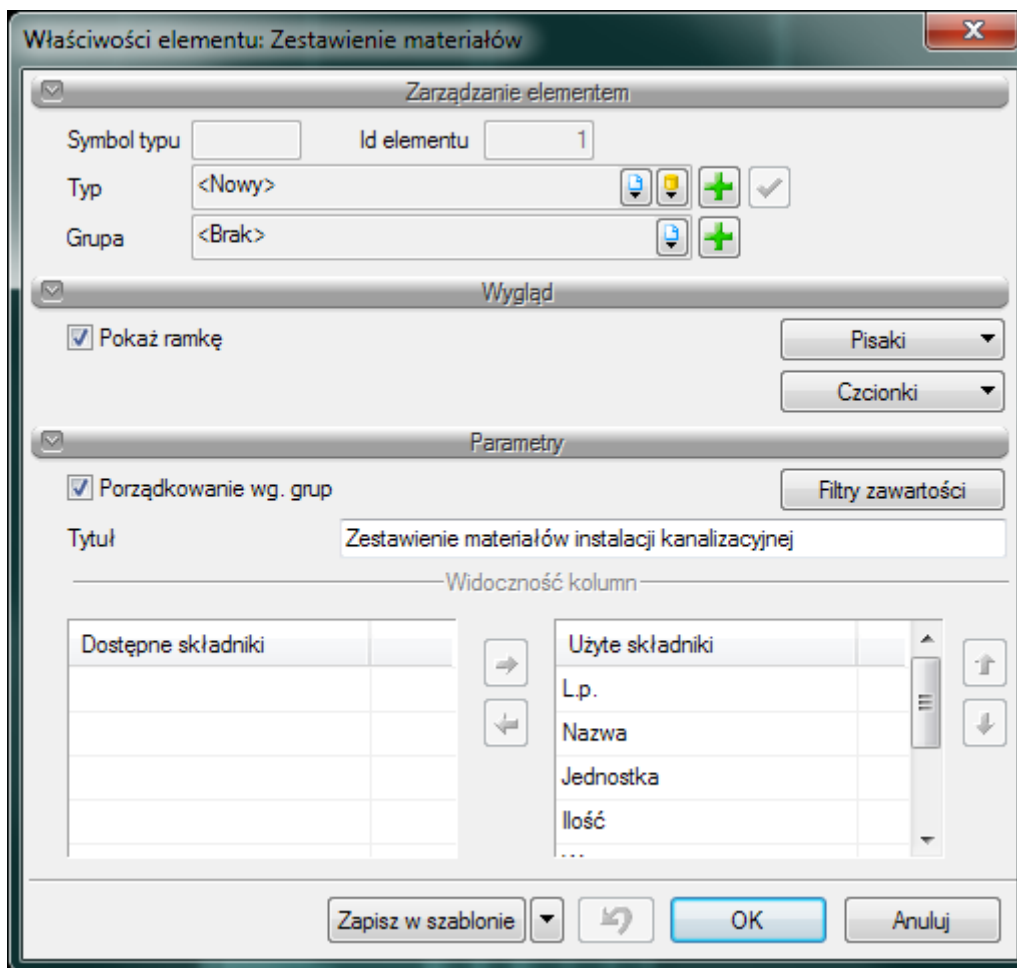 Właściwości elementu: Zestawienie materiałów
Zarządzanie elementem
Symbol typu Id elementu 1
Typ <Nowy>
Grupa <Brak>
Wygląd
Pokaż ramkę Pisaki
Czcionki
Parametry
Porządkowanie wg. grup Filtry zawartości
Tytuł Zestawienie materiałów instalacji kanalizacyjnej
Widoczność kolumn
Dostępne składniki Użyte składniki
L.p.
Nazwa
Jednostka
Ilość
Zapisz w szablonie OK Anuluj